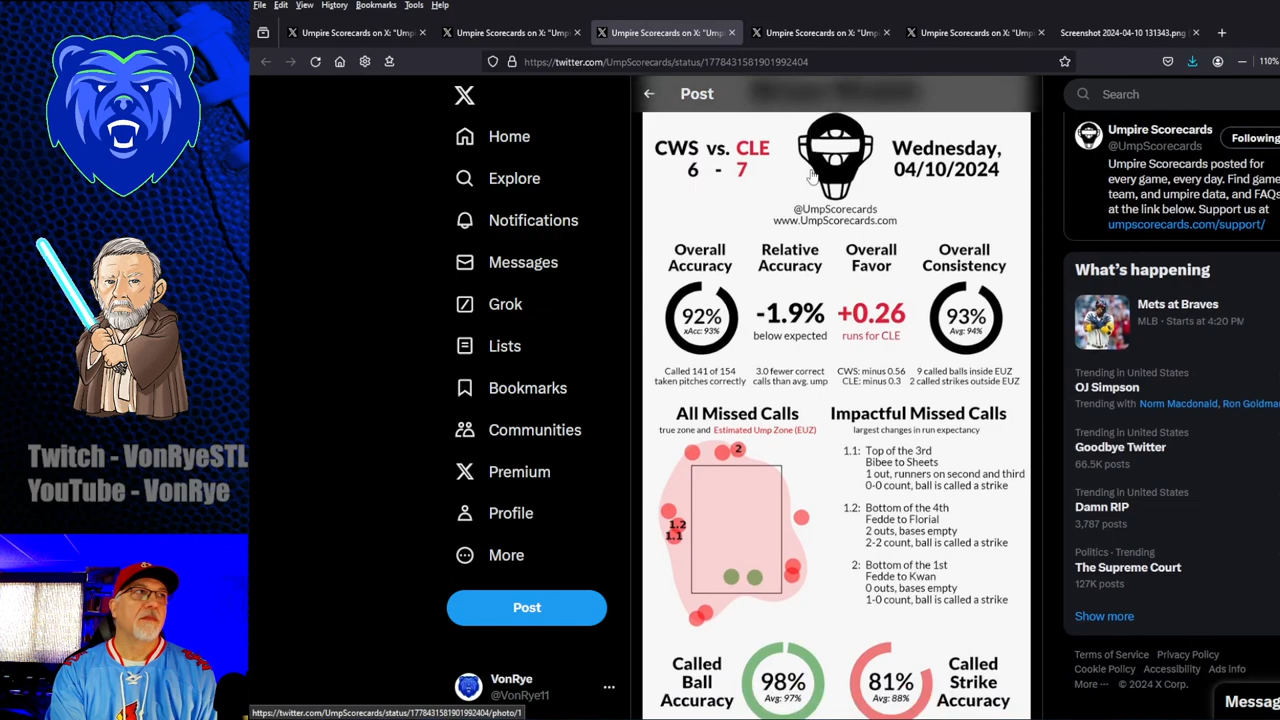 File Edit View History Bookmarks Tools Help
Umpire Scorecards on X: "Ump
Umpire Scorecards on X: "Ump
Umpire Scorecards on X: "Ump
Umpire Scorecards on X: "Ump
Umpire Scorecards on X: "Ump
Screenshot 2024-04-10 131343.png
https://twitter.com/UmpScorecards/status/1778431581901992404
110%
Home
Explore
Notifications
Messages
Grok
Lists
Bookmarks
Communities
Premium
Profile
More
Post
VonRye
@VonRye11
https://twitter.com/UmpScorecards/status/1778431581901992404/photo/1
Twitch - VonRyeSTL
YouTube - VonRye
Post
CWS vs. CLE
6 - 7
@UmpScorecards
www.UmpScorecards.com
Wednesday,
04/10/2024
Overall Accuracy
92%
xAcc: 93%
Called 141 of 154
taken pitches correctly
Relative Accuracy
-1.9%
below expected
3.0 fewer correct
calls than avg. ump
Overall Favor
+0.26
runs for CLE
CWS: minus 0.56
CLE: minus 0.3
Overall Consistency
93%
Avg: 94%
9 called balls inside EUZ
2 called strikes outside EUZ
All Missed Calls
true zone and Estimated Ump Zone (EUZ)
2
1.2
1.1
Impactful Missed Calls
largest changes in run expectancy
1.1: Top of the 3rd
Bibee to Sheets
1 out, runners on second and third
0-0 count, ball is called a strike
1.2: Bottom of the 4th
Fedde to Florial
2 outs, bases empty
2-2 count, ball is called a strike
2: Bottom of the 1st
Fedde to Kwan
0 outs, bases empty
1-0 count, ball is called a strike
Called
Ball
Accuracy
98%
Avg: 97%
81%
Avg: 88%
Called
Strike
Accuracy
Search
Umpire Scorecards
@UmpScorecards
Following
Umpire Scorecards posted for
every game, every day. Find game
team, and umpire data, and FAQs
at the link below. Support us at
umpscorecards.com/support/
What's happening
Mets at Braves
MLB · Starts at 4:20 PM
Trending in United States
OJ Simpson
Trending with Norm Macdonald, Ron Goldma
Trending in United States
Goodbye Twitter
66.5K posts
Trending in United States
Damn RIP
3,787 posts
Politics · Trending
The Supreme Court
127K posts
Show more
Terms of Service Privacy Policy
Cookie Policy Accessibility Ads info
More ··· © 2024 X Corp.
Messa